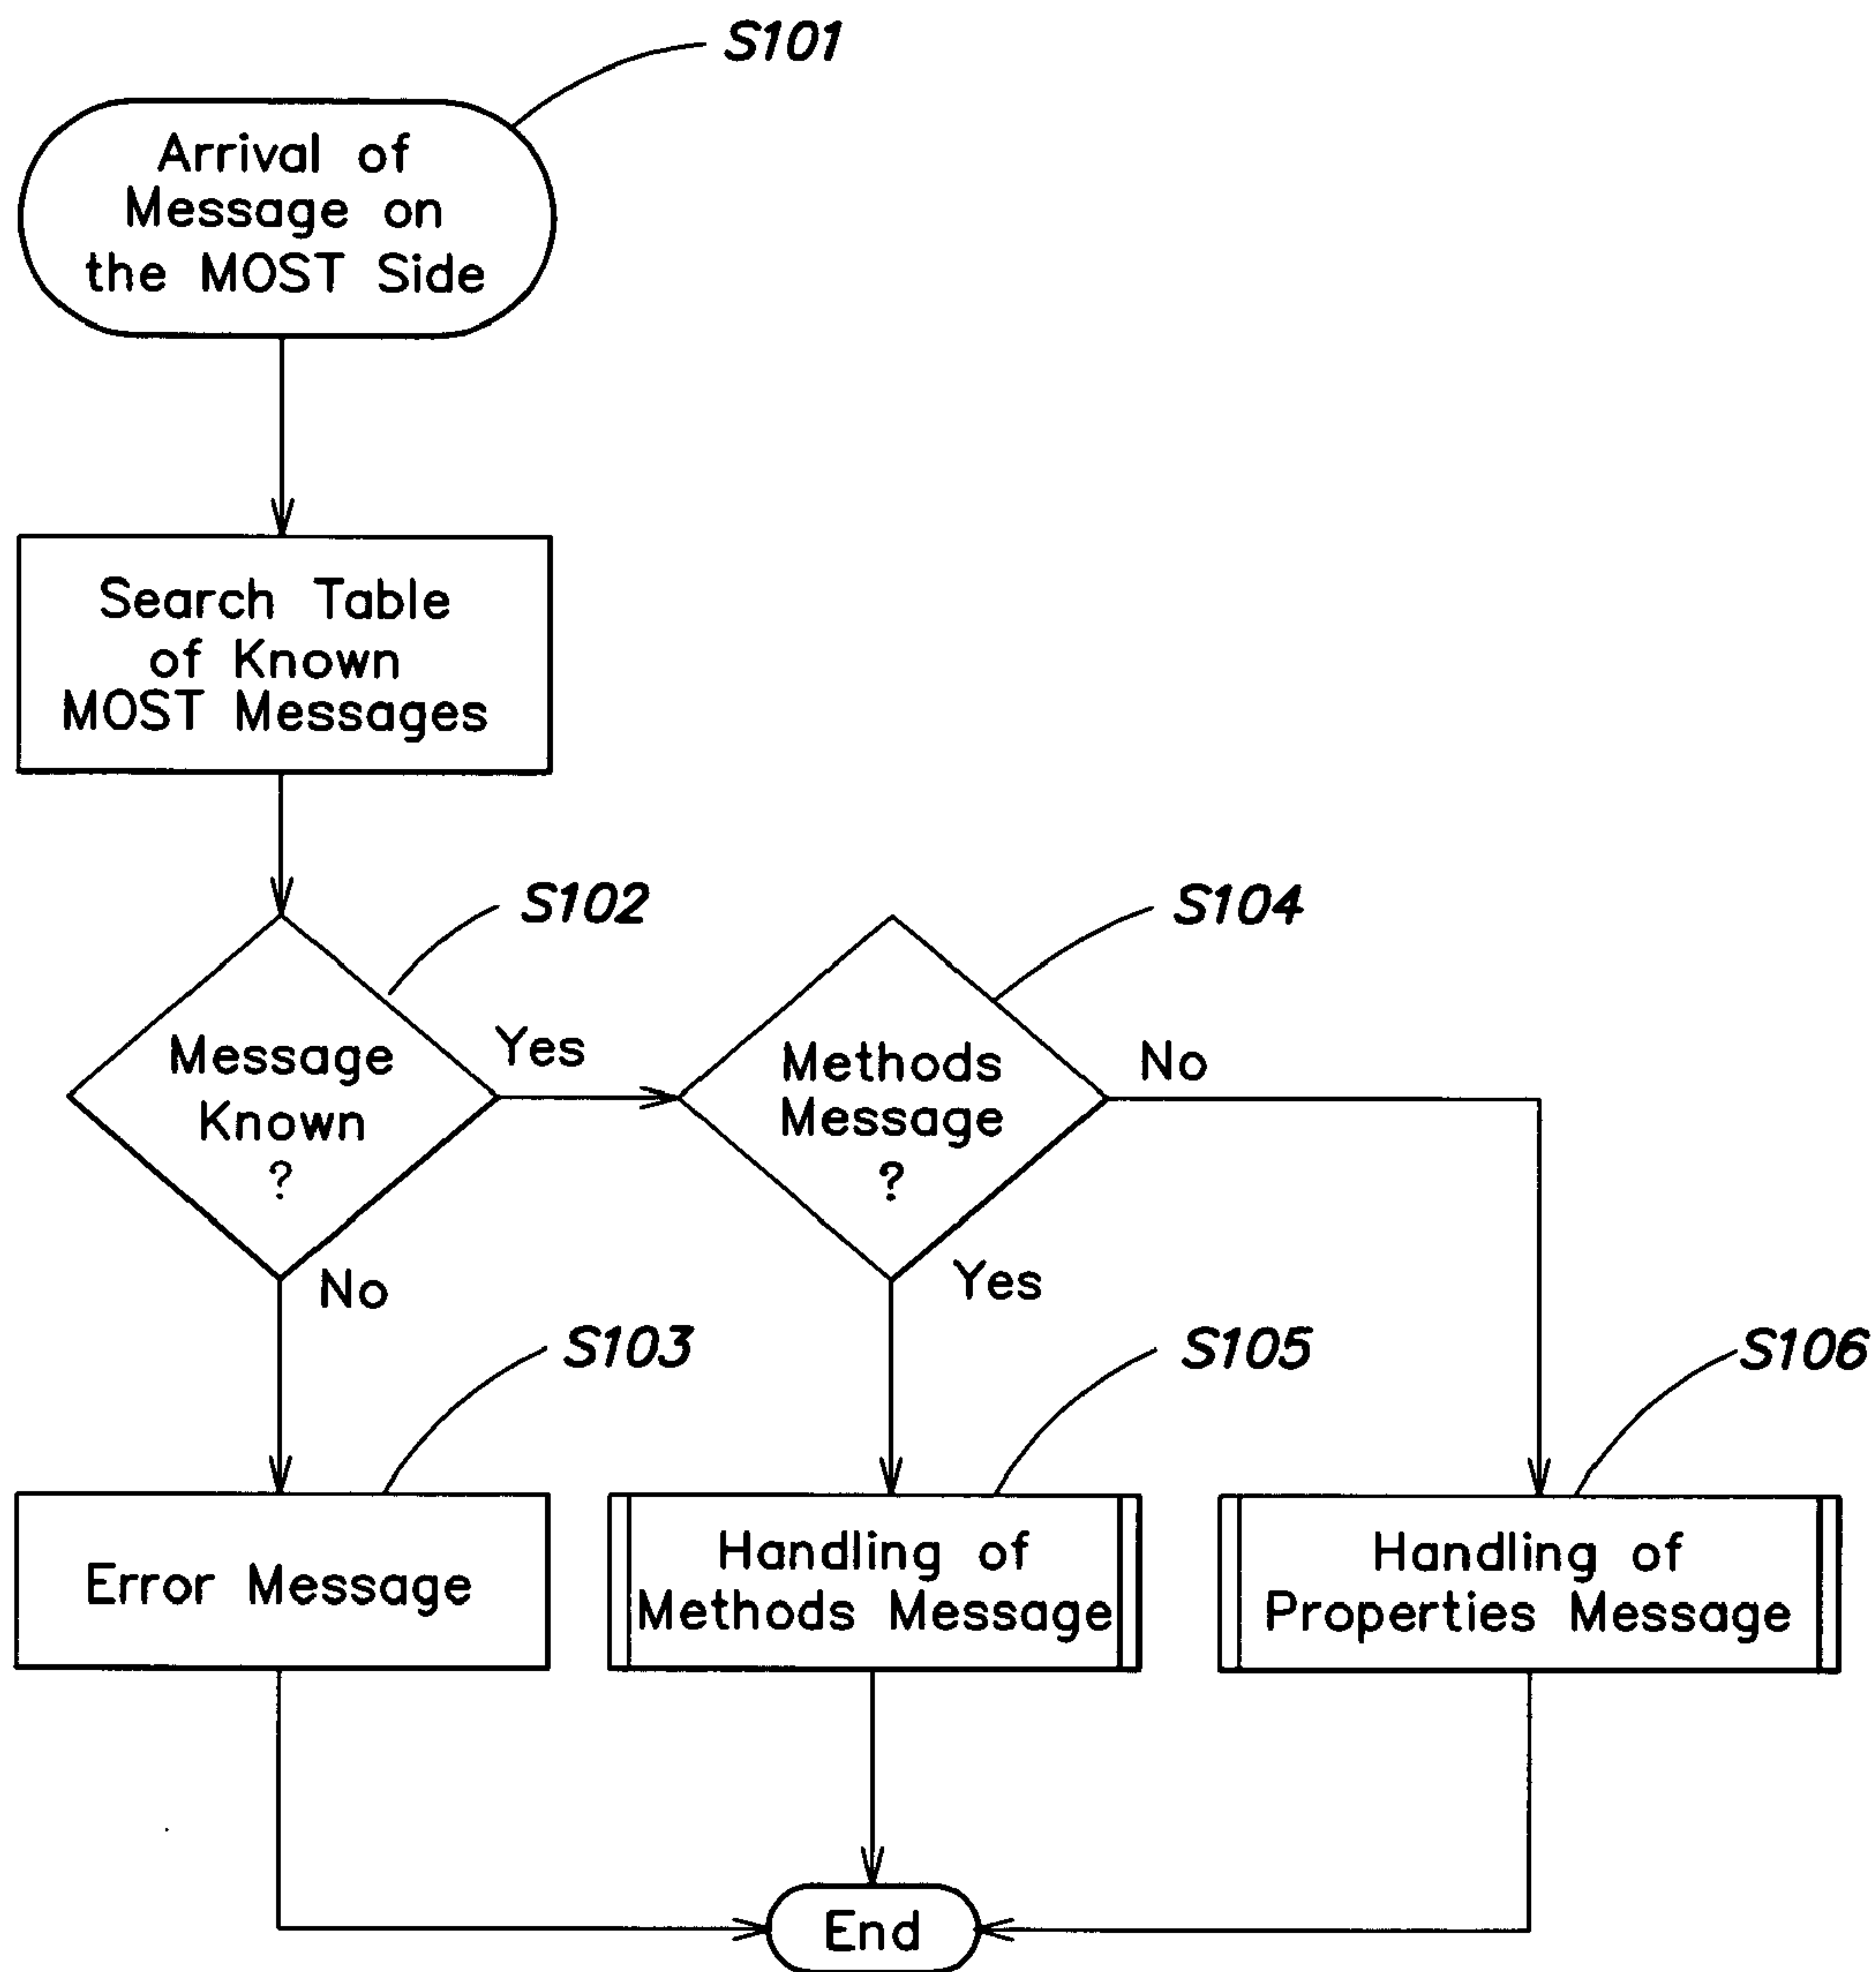 S101
Arrival of
Message on
the MOST Side
Search Table
of Known
MOST Messages
S102
S104
Message
Known
?
Yes
Methods
Message
?
No
No
Yes
S103
S105
S106
Error Message
Handling of
Methods Message
Handling of
Properties Message
End